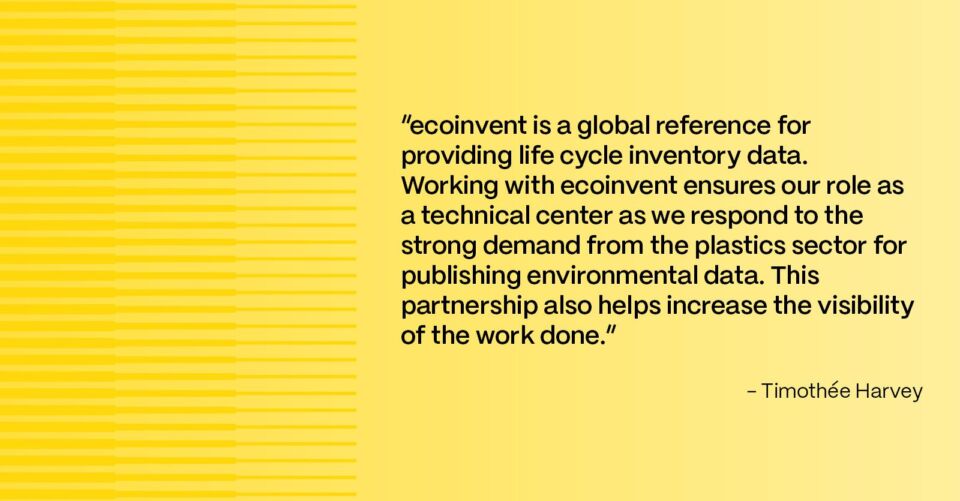 “ecoinvent is a global reference for
providing life cycle inventory data.
Working with ecoinvent ensures our role as
a technical center as we respond to the
strong demand from the plastics sector for
publishing environmental data. This
partnership also helps increase the visibility
of the work done.”
– Timothée Harvey